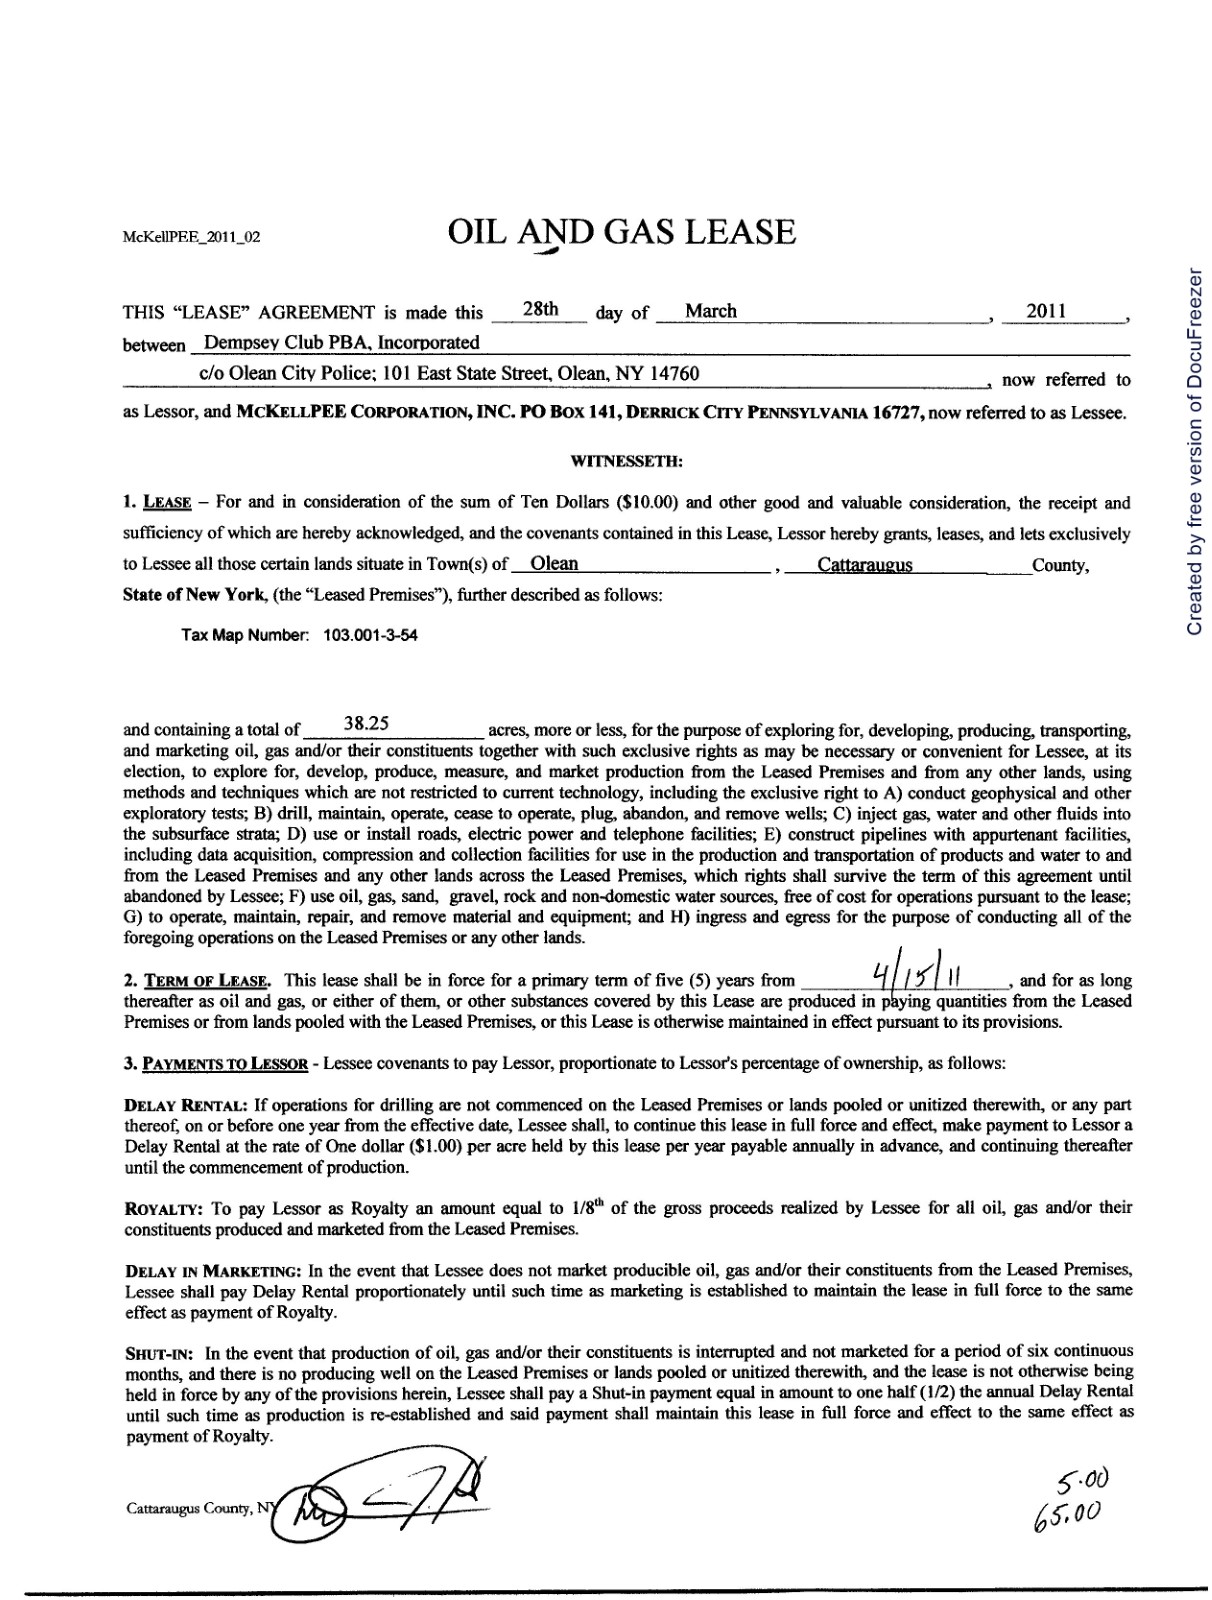 McKellPEE_2011_02
OIL AND GAS LEASE
THIS “LEASE” AGREEMENT is made this 28th day of March , 2011 ,
between Dempsey Club PBA, Incorporated
c/o Olean City Police; 101 East State Street, Olean, NY 14760 , now referred to
as Lessor, and MCKELLPEE CORPORATION, INC. PO BOX 141, DERRICK CITY PENNSYLVANIA 16727, now referred to as Lessee.
WITNESSETH:
1. LEASE – For and in consideration of the sum of Ten Dollars ($10.00) and other good and valuable consideration, the receipt and
sufficiency of which are hereby acknowledged, and the covenants contained in this Lease, Lessor hereby grants, leases, and lets exclusively
to Lessee all those certain lands situate in Town(s) of Olean , Cattaraugus County,
State of New York, (the “Leased Premises”), further described as follows:
Tax Map Number: 103.001-3-54
and containing a total of 38.25 acres, more or less, for the purpose of exploring for, developing, producing, transporting,
and marketing oil, gas and/or their constituents together with such exclusive rights as may be necessary or convenient for Lessee, at its
election, to explore for, develop, produce, measure, and market production from the Leased Premises and from any other lands, using
methods and techniques which are not restricted to current technology, including the exclusive right to A) conduct geophysical and other
exploratory tests; B) drill, maintain, operate, cease to operate, plug, abandon, and remove wells; C) inject gas, water and other fluids into
the subsurface strata; D) use or install roads, electric power and telephone facilities; E) construct pipelines with appurtenant facilities,
including data acquisition, compression and collection facilities for use in the production and transportation of products and water to and
from the Leased Premises and any other lands across the Leased Premises, which rights shall survive the term of this agreement until
abandoned by Lessee; F) use oil, gas, sand, gravel, rock and non-domestic water sources, free of cost for operations pursuant to the lease;
G) to operate, maintain, repair, and remove material and equipment; and H) ingress and egress for the purpose of conducting all of the
foregoing operations on the Leased Premises or any other lands.
2. TERM OF LEASE. This lease shall be in force for a primary term of five (5) years from 4/15/11 , and for as long
thereafter as oil and gas, or either of them, or other substances covered by this Lease are produced in paying quantities from the Leased
Premises or from lands pooled with the Leased Premises, or this Lease is otherwise maintained in effect pursuant to its provisions.
3. PAYMENTS TO LESSOR - Lessee covenants to pay Lessor, proportionate to Lessor's percentage of ownership, as follows:
DELAY RENTAL: If operations for drilling are not commenced on the Leased Premises or lands pooled or unitized therewith, or any part
thereof, on or before one year from the effective date, Lessee shall, to continue this lease in full force and effect, make payment to Lessor a
Delay Rental at the rate of One dollar ($1.00) per acre held by this lease per year payable annually in advance, and continuing thereafter
until the commencement of production.
ROYALTY: To pay Lessor as Royalty an amount equal to 1/8th of the gross proceeds realized by Lessee for all oil, gas and/or their
constituents produced and marketed from the Leased Premises.
DELAY IN MARKETING: In the event that Lessee does not market producible oil, gas and/or their constituents from the Leased Premises,
Lessee shall pay Delay Rental proportionately until such time as marketing is established to maintain the lease in full force to the same
effect as payment of Royalty.
SHUT-IN: In the event that production of oil, gas and/or their constituents is interrupted and not marketed for a period of six continuous
months, and there is no producing well on the Leased Premises or lands pooled or unitized therewith, and the lease is not otherwise being
held in force by any of the provisions herein, Lessee shall pay a Shut-in payment equal in amount to one half (1/2) the annual Delay Rental
until such time as production is re-established and said payment shall maintain this lease in full force and effect to the same effect as
payment of Royalty.
Cattaraugus County, NY
5.00
65.00
Created by free version of DocuFreezer